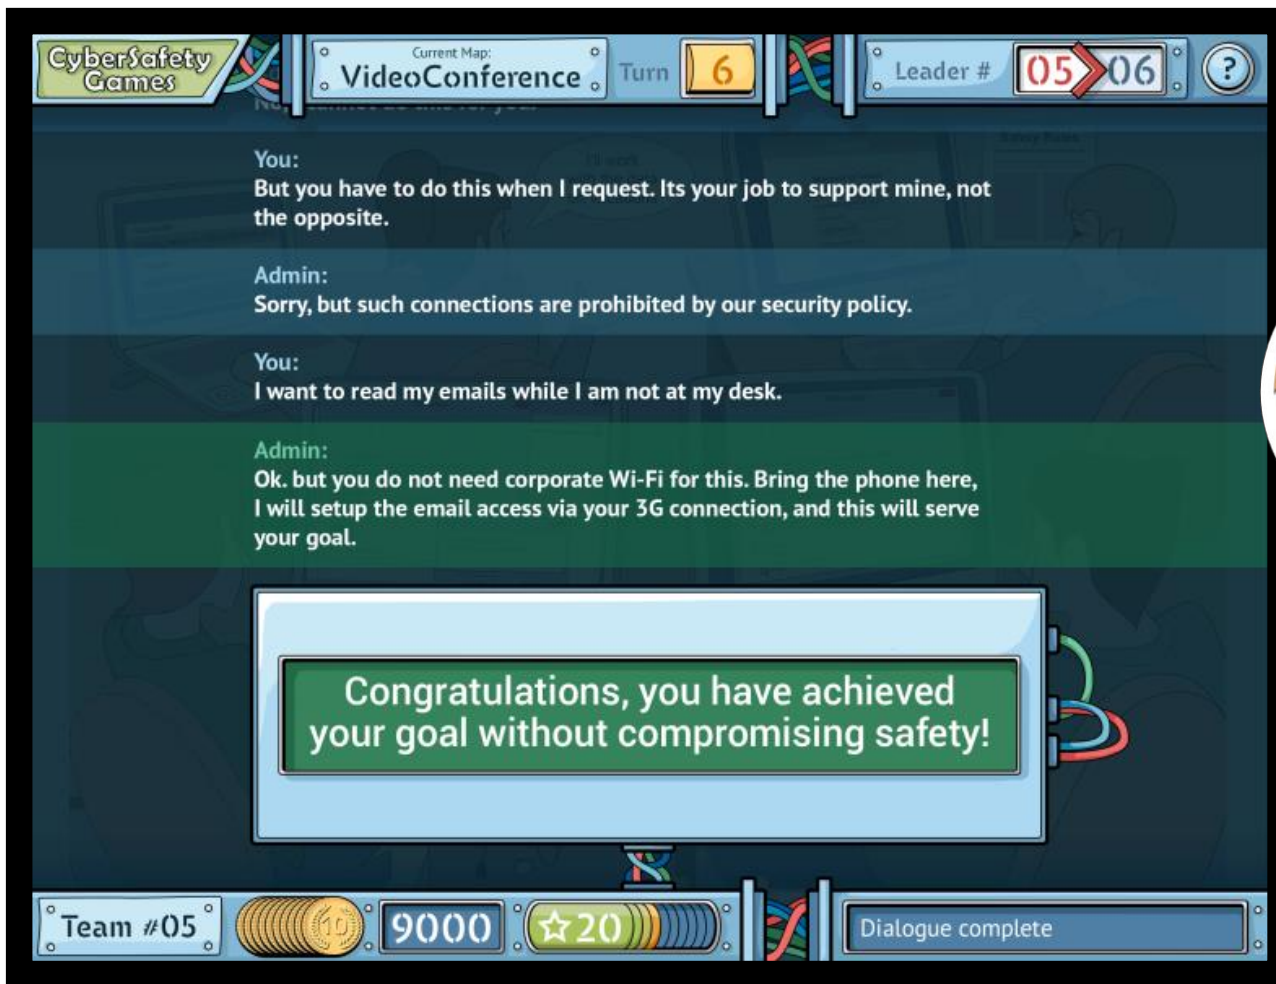 CyberSafety
Games
Current Map:
VideoConference
Turn
6
Leader #
05
06
?
You:
But you have to do this when I request. Its your job to support mine, not
the opposite.
Admin:
Sorry, but such connections are prohibited by our security policy.
You:
I want to read my emails while I am not at my desk.
Admin:
Ok. but you do not need corporate Wi-Fi for this. Bring the phone here,
I will setup the email access via your 3G connection, and this will serve
your goal.
Congratulations, you have achieved
your goal without compromising safety!
Team #05
10
9000
20
Dialogue complete